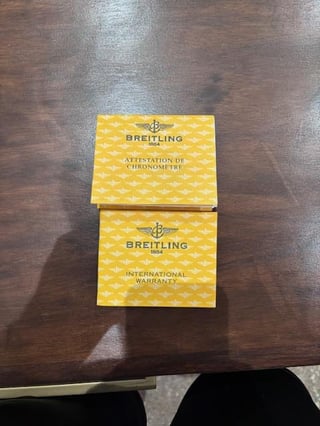 BREITLING
1884
ATTESTATION DE
CHRONOMETRE
BREITLING
1884
INTERNATIONAL
WARRANTY